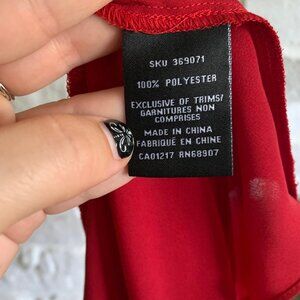 SKU 369071
100% POLYESTER
EXCLUSIVE OF TRIMS/
GARNITURES NON
COMPRISES
MADE IN CHINA
FABRIQUÉ EN CHINE
CA01217 RN68907